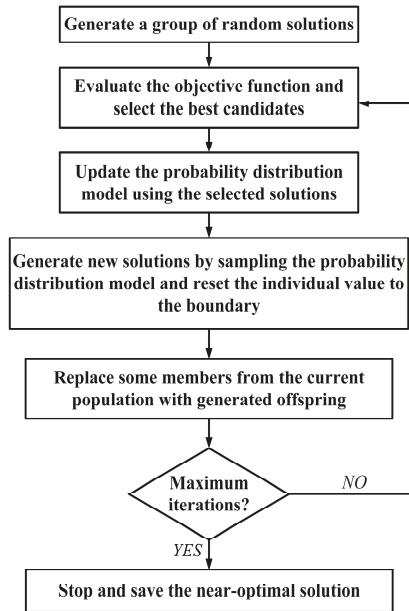 Generate a group of random solutions
Evaluate the objective function and
select the best candidates
Update the probability distribution
model using the selected solutions
Generate new solutions by sampling the probability
distribution model and reset the individual value to
the boundary
Replace some members from the current
population with generated offspring
Maximum
iterations?
NO
YES
Stop and save the near-optimal solution